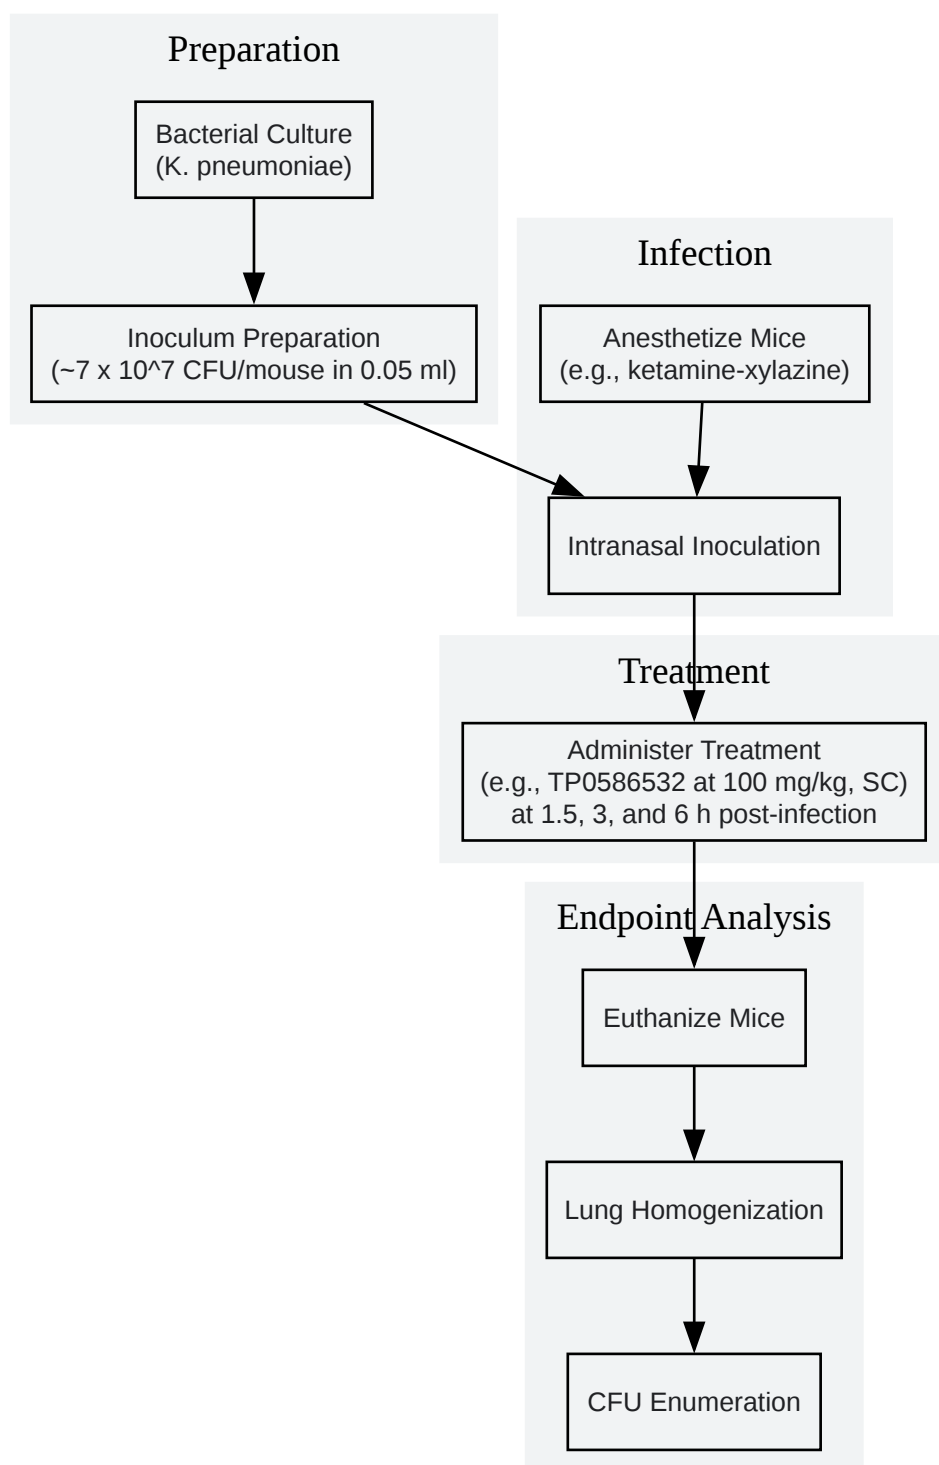 Preparation
Bacterial Culture
(K. pneumoniae)
Inoculum Preparation
(~7 x 10^7 CFU/mouse in 0.05 ml)
Infection
Anesthetize Mice
(e.g., ketamine-xylazine)
Intranasal Inoculation
Treatment
Administer Treatment
(e.g., TP0586532 at 100 mg/kg, SC)
at 1.5, 3, and 6 h post-infection
Endpoint Analysis
Euthanize Mice
Lung Homogenization
CFU Enumeration